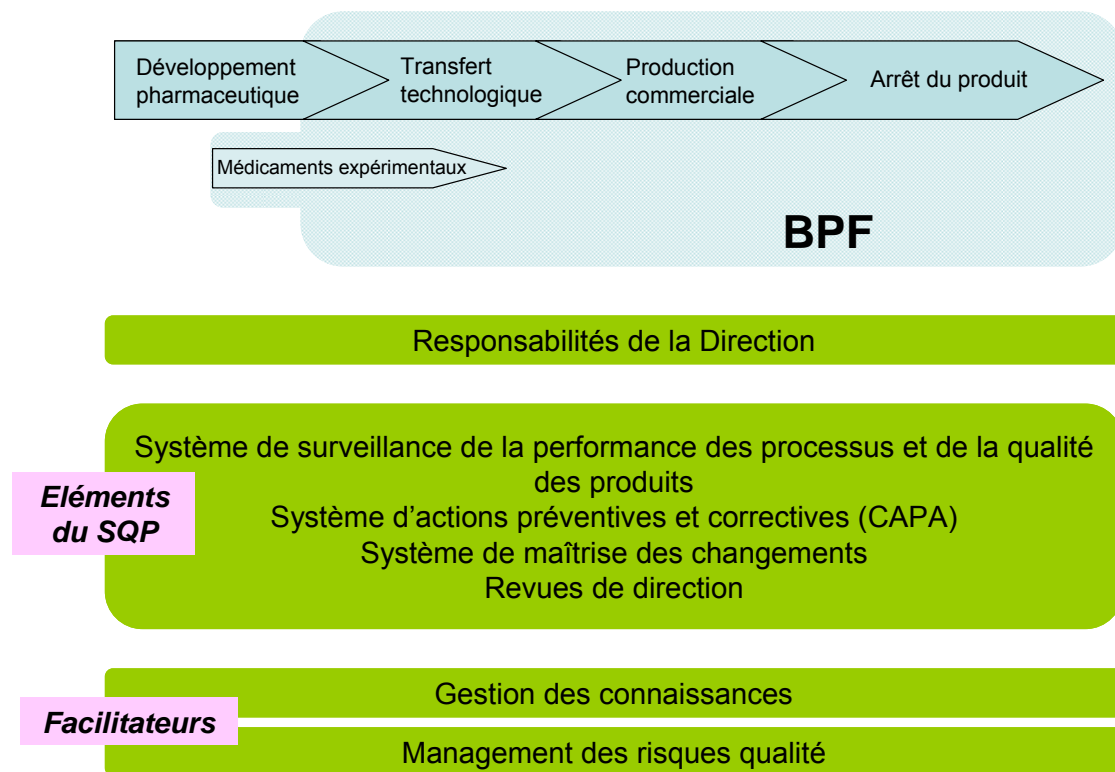 Développement
pharmaceutique
Transfert
technologique
Production
commerciale
Arrêt du produit
Médicaments expérimentaux
BPF
Responsabilités de la Direction
Eléments
du SQP
Système de surveillance de la performance des processus et de la qualité
des produits
Système d’actions préventives et correctives (CAPA)
Système de maîtrise des changements
Revues de direction
Facilitateurs
Gestion des connaissances
Management des risques qualité